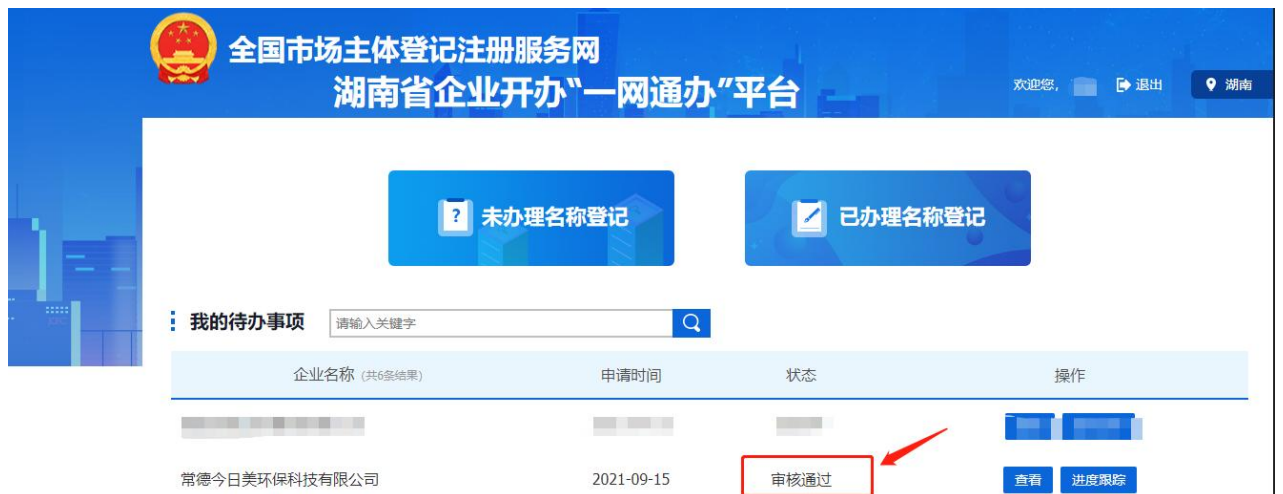 全国市场主体登记注册服务网
湖南省企业开办“一网通办”平台
欢迎您, 退出 湖南
? 未办理名称登记 已办理名称登记
我的待办事项 请输入关键字
企业名称 (共6条结果) 申请时间 状态 操作
常德今日美环保科技有限公司 2021-09-15 审核通过 查看 进度跟踪